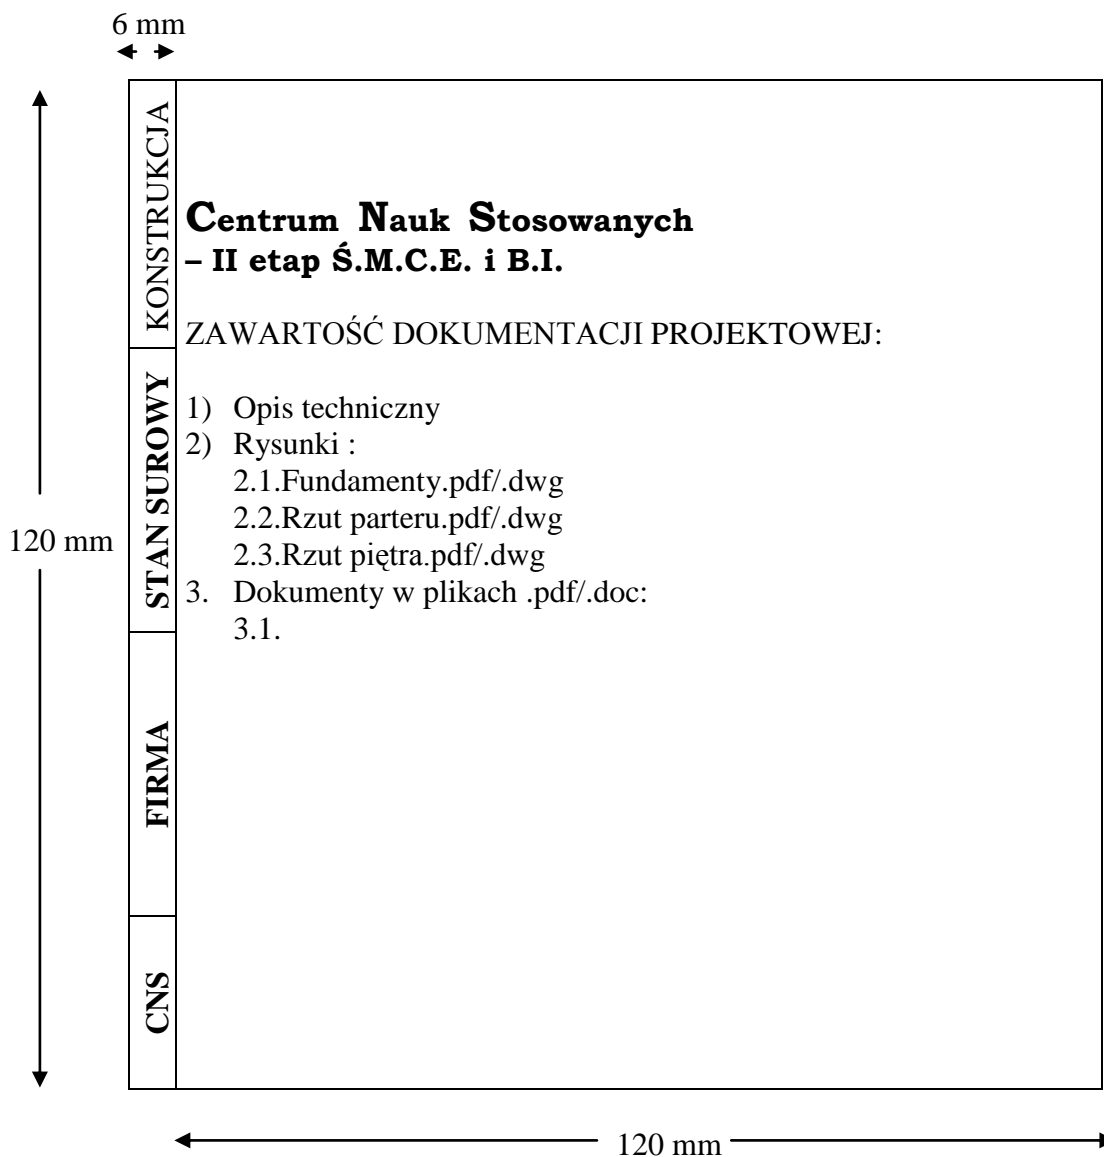 6 mm
KONSTRUKCJA
Centrum Nauk Stosowanych
– II etap Ś.M.C.E. i B.I.
ZAWARTOŚĆ DOKUMENTACJI PROJEKTOWEJ:
STAN SUROWY
1) Opis techniczny
2) Rysunki :
2.1.Fundamenty.pdf/.dwg
2.2.Rzut parteru.pdf/.dwg
2.3.Rzut piętra.pdf/.dwg
3. Dokumenty w plikach .pdf/.doc:
3.1.
120 mm
FIRMA
CNS
120 mm